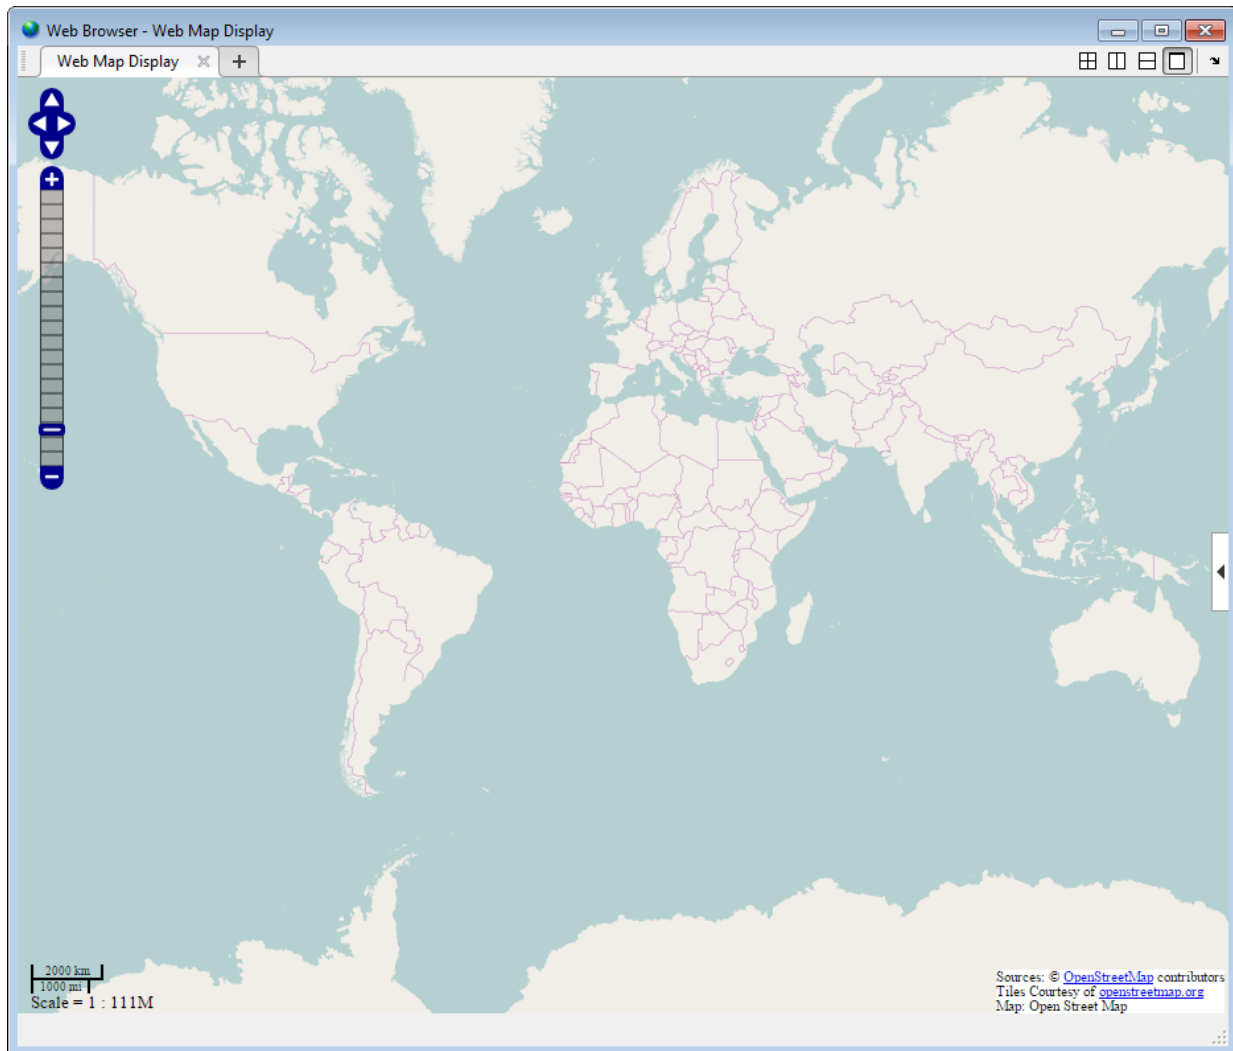 Web Browser - Web Map Display
Web Map Display
2000 km
1000 mi
Scale = 1 : 111M
Sources: © OpenStreetMap contributors
Tiles Courtesy of openstreetmap.org
Map: Open Street Map